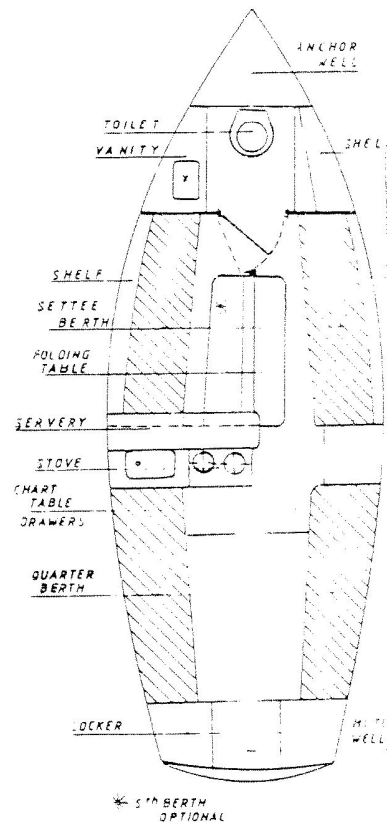 ANCHOR
WELL
TOILET
VANITY
SHELF
SETTEE
BERTH
FOLDING
TABLE
SERVERY
STOVE
CHART
TABLE
DRAWERS
QUARTER
BERTH
LOCKER
WELL
* 5TH BERTH
OPTIONAL